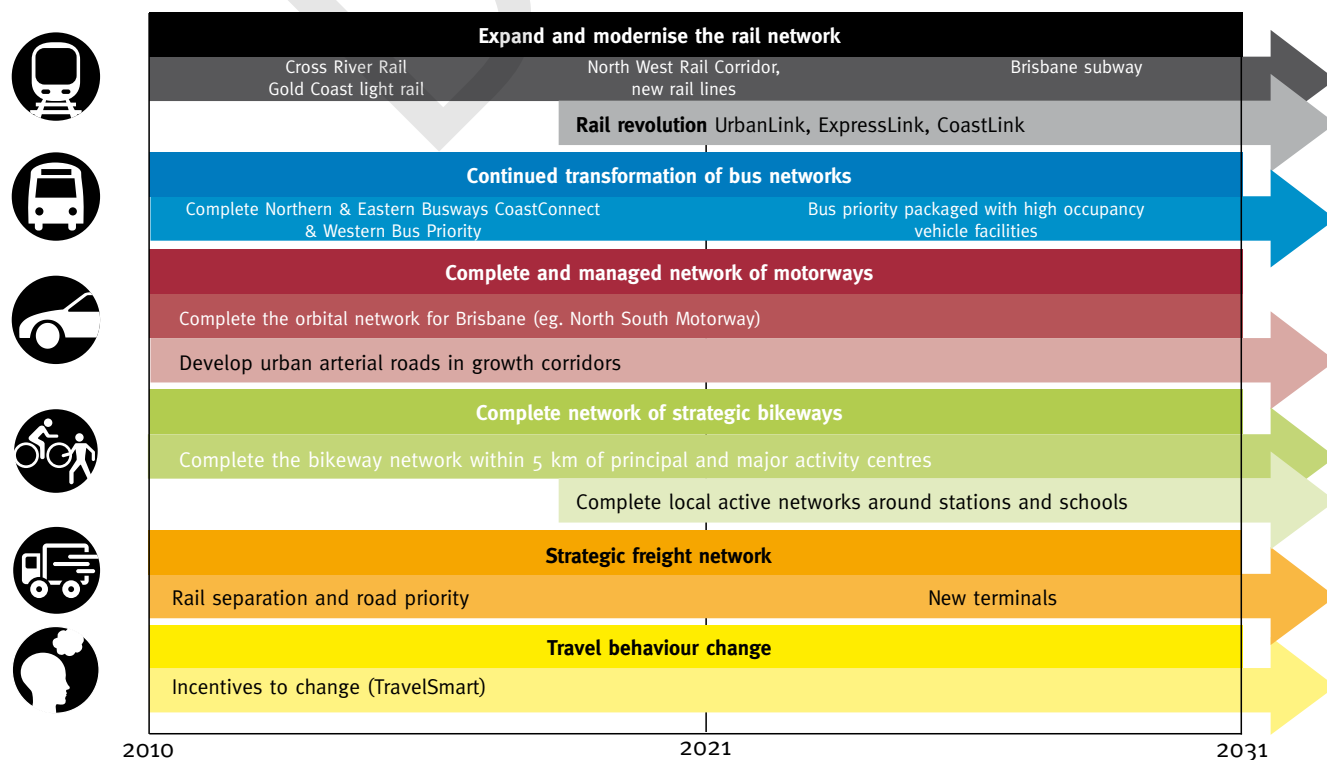 Expand and modernise the rail network
Cross River Rail
Gold Coast light rail
North West Rail Corridor,
new rail lines
Brisbane subway
Rail revolution UrbanLink, ExpressLink, CoastLink
Continued transformation of bus networks
Complete Northern & Eastern Busways CoastConnect
& Western Bus Priority
Bus priority packaged with high occupancy
vehicle facilities
Complete and managed network of motorways
Complete the orbital network for Brisbane (eg. North South Motorway)
Develop urban arterial roads in growth corridors
Complete network of strategic bikeways
Complete the bikeway network within 5 km of principal and major activity centres
Complete local active networks around stations and schools
Strategic freight network
Rail separation and road priority
New terminals
Travel behaviour change
Incentives to change (TravelSmart)
2010
2021
2031